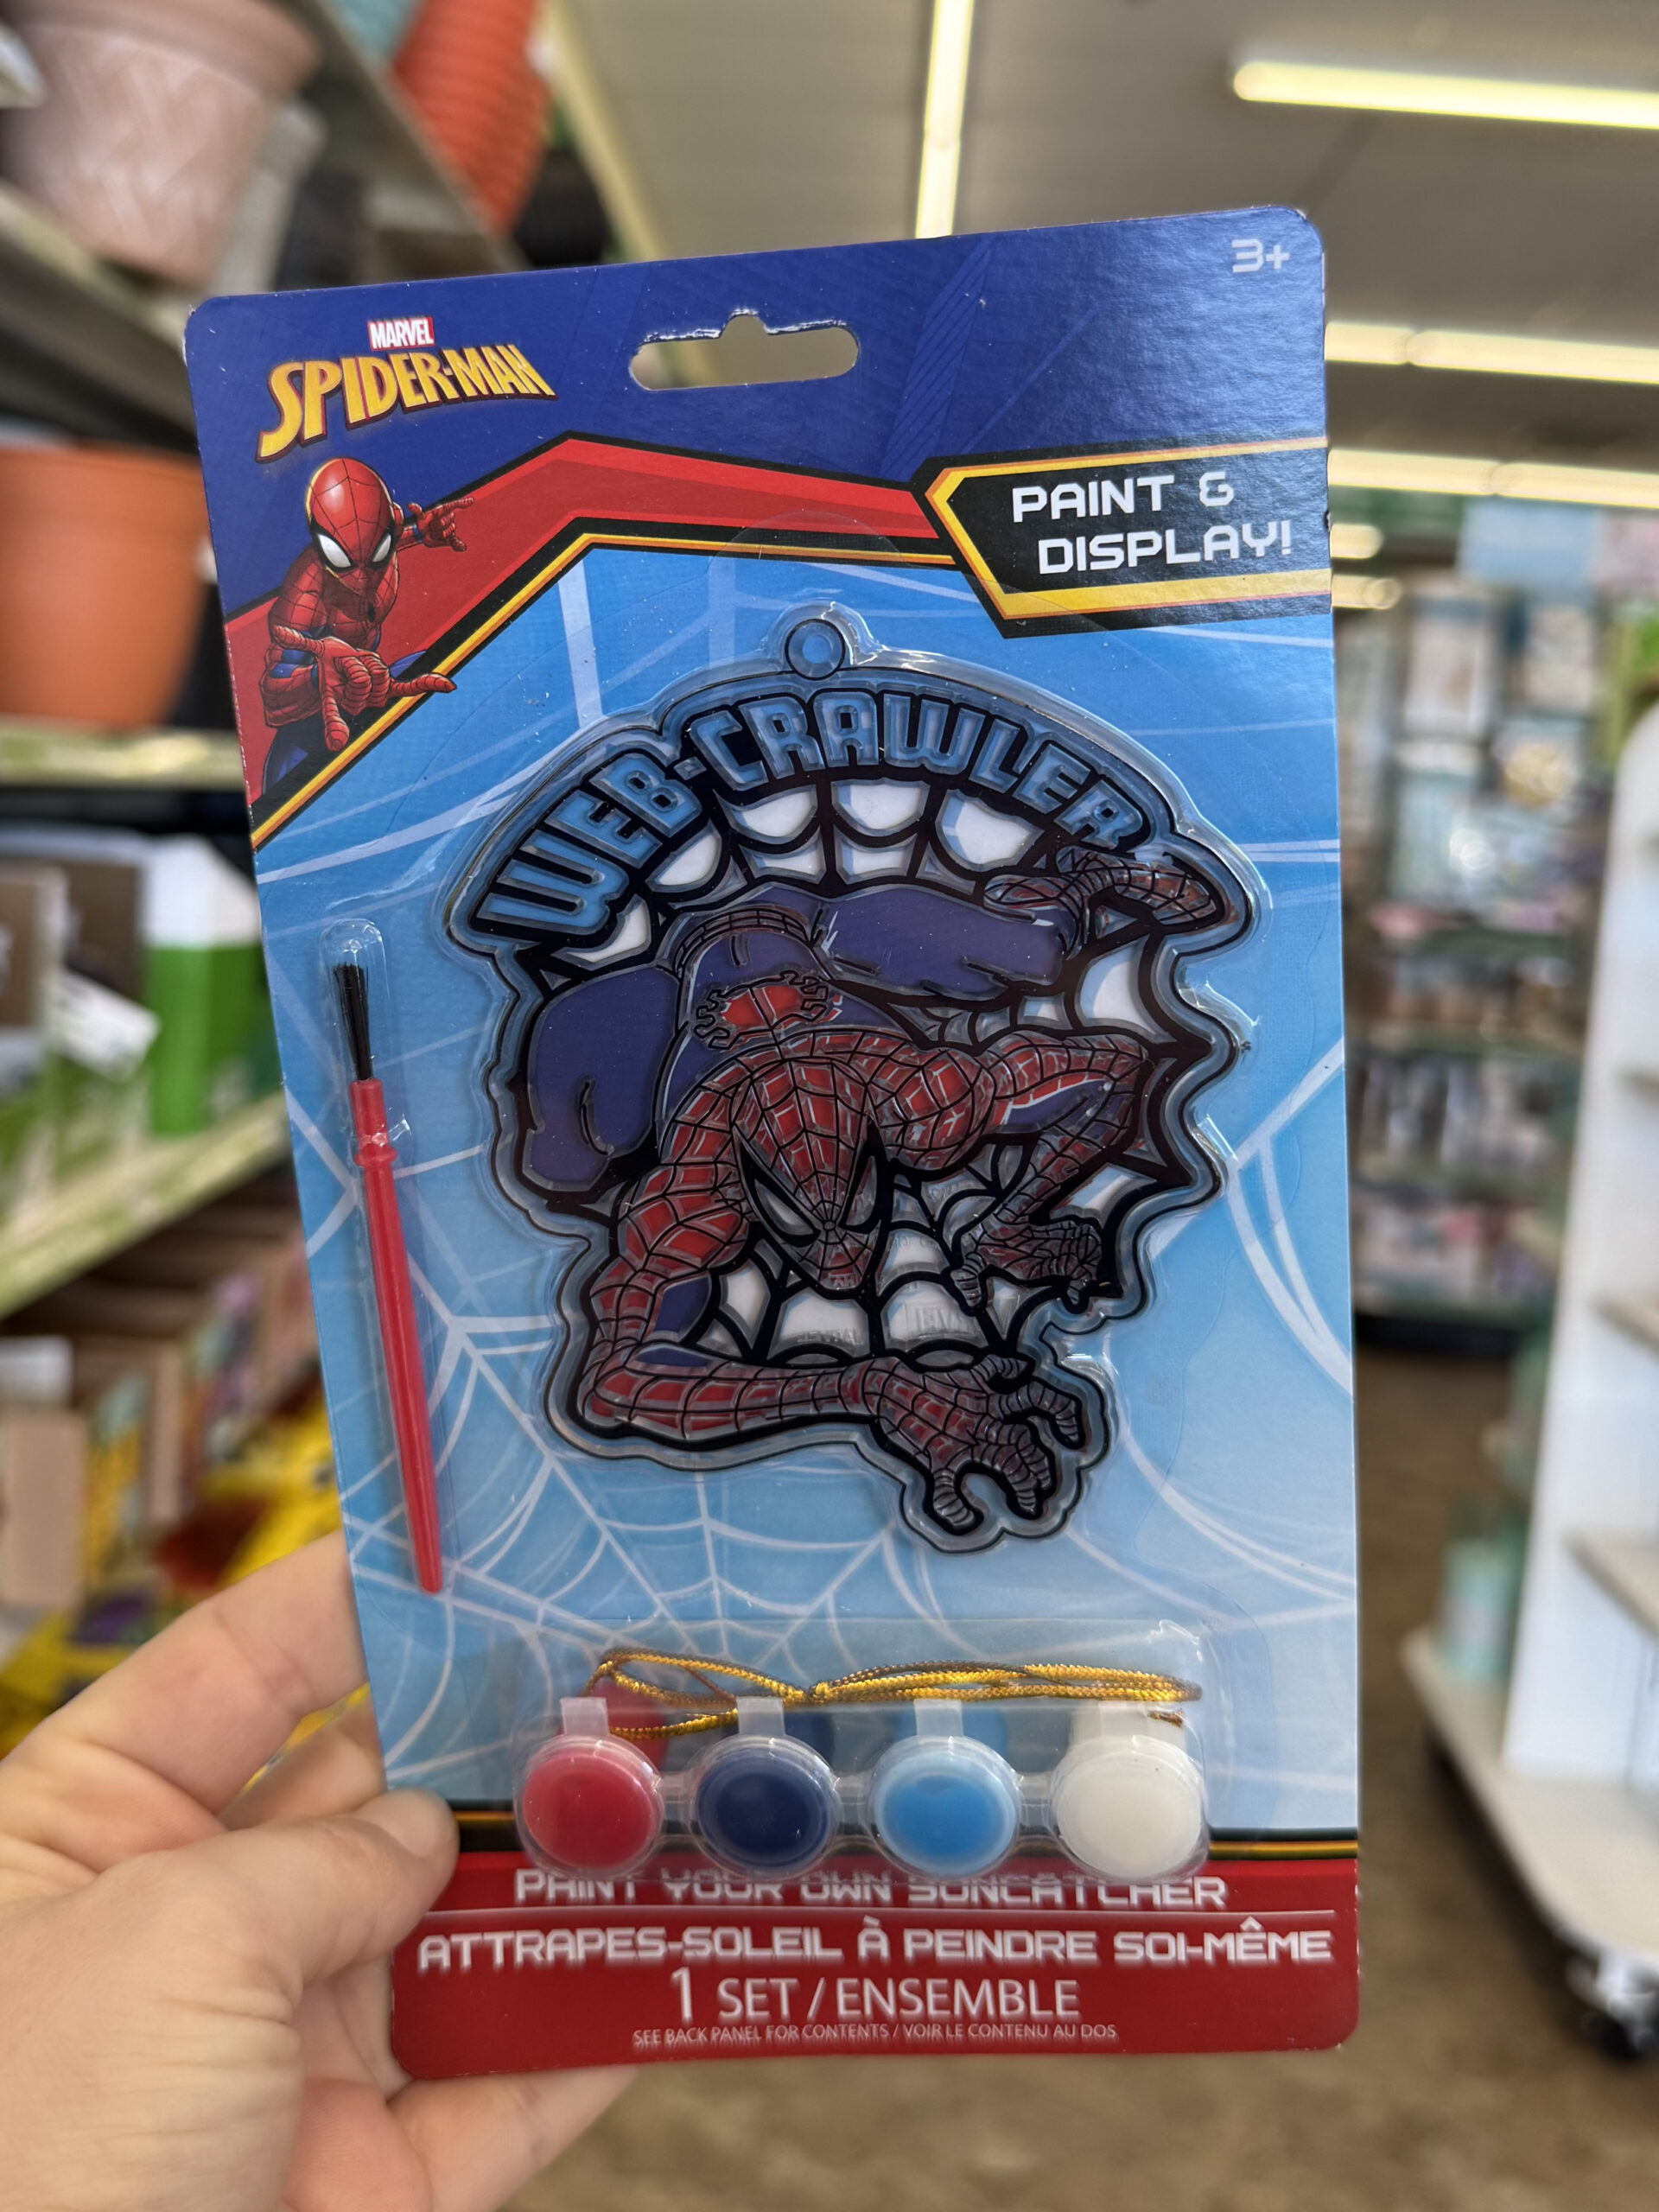 3+
MARVEL
SPIDER-MAN
PAINT &
DISPLAY!
WEB-CRAWLER
PAINT YOUR OWN SUNCATCHER
ATTRAPES-SOLEIL À PEINDRE SOI-MÊME
1 SET / ENSEMBLE
SEE BACK PANEL FOR CONTENTS / VOIR LE CONTENU AU DOS